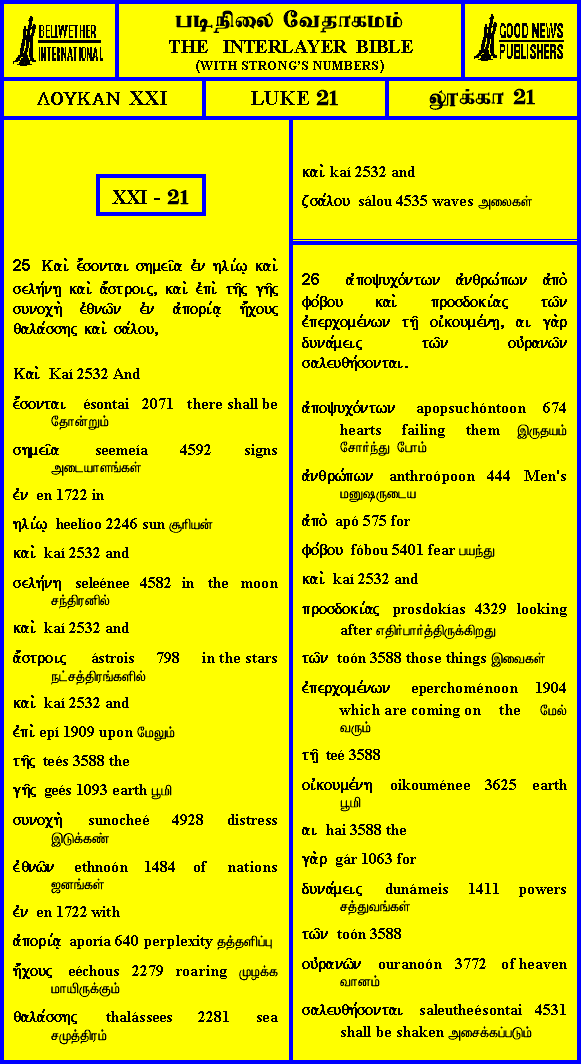 BELLWETHER
INTERNATIONAL
படிநிலை வேதாகமம்
THE INTERLAYER BIBLE
(WITH STRONG'S NUMBERS)
GOOD NEWS
PUBLISHERS
ΛΟΥΚΑΝ XXI
LUKE 21
லூக்கா 21
XXI - 21
25 Καὶ ἔσονται σημεῖα ἐν ἡλίῳ καὶ
σελήνῃ καὶ ἄστροις, καὶ ἐπὶ τῆς γῆς
συνοχὴ ἐθνῶν ἐν ἀπορίᾳ ἤχους
θαλάσσης καὶ σάλου,
Καὶ Kaí 2532 And
ἔσονται ésontai 2071 there shall be
தோன்றும்
σημεῖα seemeía 4592 signs
அடையாளங்கள்
ἐν en 1722 in
ηλίῳ heelíoo 2246 sun சூரியன்
καὶ kaí 2532 and
σελήνη seleénee 4582 in the moon
சந்திரனில்
καὶ kaí 2532 and
ἄστροις ástrois 798 in the stars
நட்சத்திரங்களில்
καὶ kaí 2532 and
ἐπὶ epí 1909 upon மேலும்
τῆς teés 3588 the
γῆς geés 1093 earth பூமி
συνοχὴ sunocheé 4928 distress
இடுக்கண்
ἐθνῶν ethnoón 1484 of nations
ஜனங்கள்
ἐν en 1722 with
ἀπορίᾳ aporía 640 perplexity தத்தளிப்பு
ἤχους eéchous 2279 roaring முழக்க
மாயிருக்கும்
θαλάσσης thalássees 2281 sea
சமுத்திரம்
καὶ kaí 2532 and
ζσάλου sálou 4535 waves அலைகள்
26 ἀποψυχόντων ἀνθρώπων ἀπὸ
φόβου καὶ προσδοκίας τῶν
ἐπερχομένων τῇ οἰκουμένῃ, αι γὰρ
δυνάμεις τῶν οὐρανῶν
σαλευθήσονται.
ἀποψυχόντων apopsuchóntoon 674
hearts failing them இருதயம்
சோர்ந்து போம்
ἀνθρώπων anthroópoon 444 Men's
மனுஷருடைய
ἀπὸ apó 575 for
φόβου fóbou 5401 fear பயந்து
καὶ kaí 2532 and
προσδοκίας prosdokías 4329 looking
after எதிர்பார்த்திருக்கிறது
τῶν toón 3588 those things இவைகள்
ἐπερχομένων eperchoménoon 1904
which are coming on the மேல்
வரும்
τῇ teé 3588
οἰκουμένη oikouménee 3625 earth
பூமி
αι hai 3588 the
γὰρ gár 1063 for
δυνάμεις dunámeis 1411 powers
சத்துவங்கள்
τῶν toón 3588
οὐρανῶν ouranoón 3772 of heaven
வானம்
σαλευθήσονται saleutheésontai 4531
shall be shaken அசைக்கப்படும்